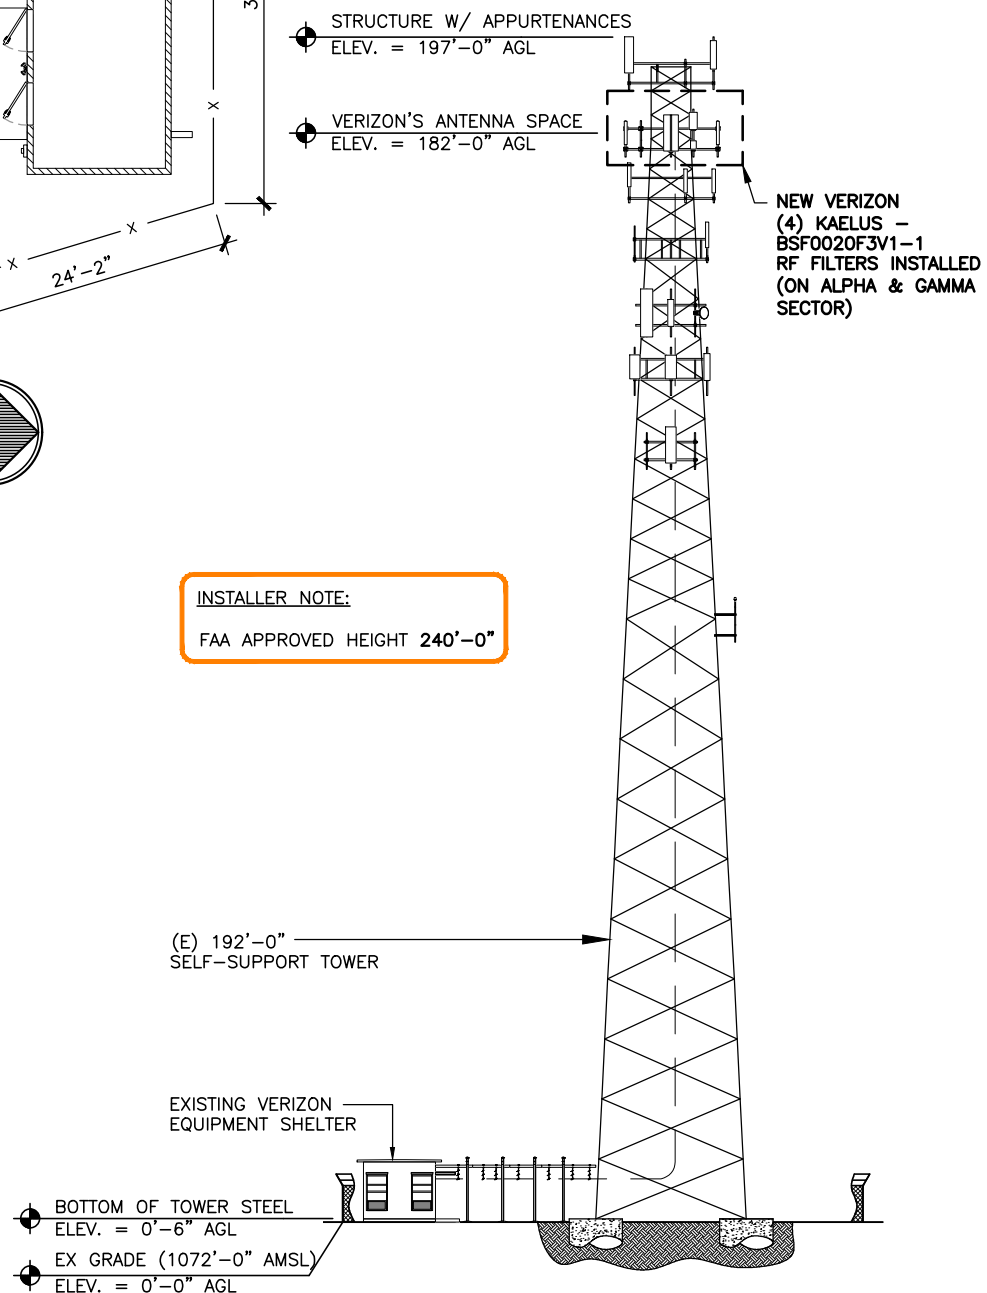 STRUCTURE W/ APPURTENANCES
ELEV. = 197'-0" AGL
VERIZON'S ANTENNA SPACE
ELEV. = 182'-0" AGL
NEW VERIZON
(4) KAELUS -
BSF0020F3V1-1
RF FILTERS INSTALLED
(ON ALPHA & GAMMA
SECTOR)
3
X
X
X
24'-2"
INSTALLER NOTE:
FAA APPROVED HEIGHT 240'-0"
(E) 192'-0"
SELF-SUPPORT TOWER
EXISTING VERIZON
EQUIPMENT SHELTER
BOTTOM OF TOWER STEEL
ELEV. = 0'-6" AGL
EX GRADE (1072'-0" AMSL)
ELEV. = 0'-0" AGL